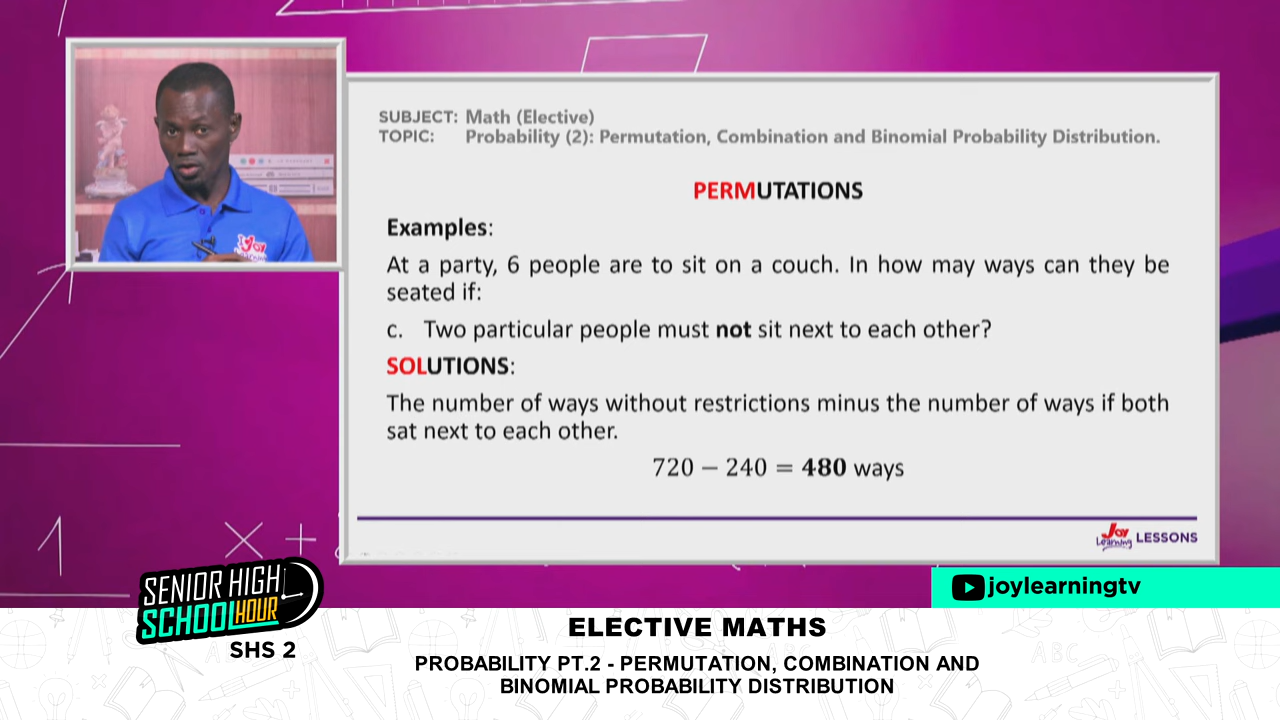 SUBJECT: Math (Elective)
TOPIC: Probability (2): Permutation, Combination and Binomial Probability Distribution.
PERMUTATIONS
Examples:
At a party, 6 people are to sit on a couch. In how may ways can they be
seated if:
c. Two particular people must not sit next to each other?
SOLUTIONS:
The number of ways without restrictions minus the number of ways if both
sat next to each other.
720 − 240 = 480 ways
Joy Learning LESSONS
joylearningtv
SENIOR HIGH
SCHOOL HOUR
SHS 2
ELECTIVE MATHS
PROBABILITY PT.2 - PERMUTATION, COMBINATION AND
BINOMIAL PROBABILITY DISTRIBUTION